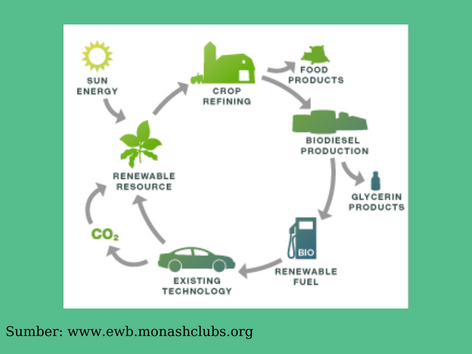 SUN
ENERGY
CROP
REFINING
FOOD
PRODUCTS
BIODIESEL
PRODUCTION
GLYCERIN
PRODUCTS
BIO
RENEWABLE
FUEL
EXISTING
TECHNOLOGY
CO₂
RENEWABLE
RESOURCE
Sumber: www.ewb.monashclubs.org